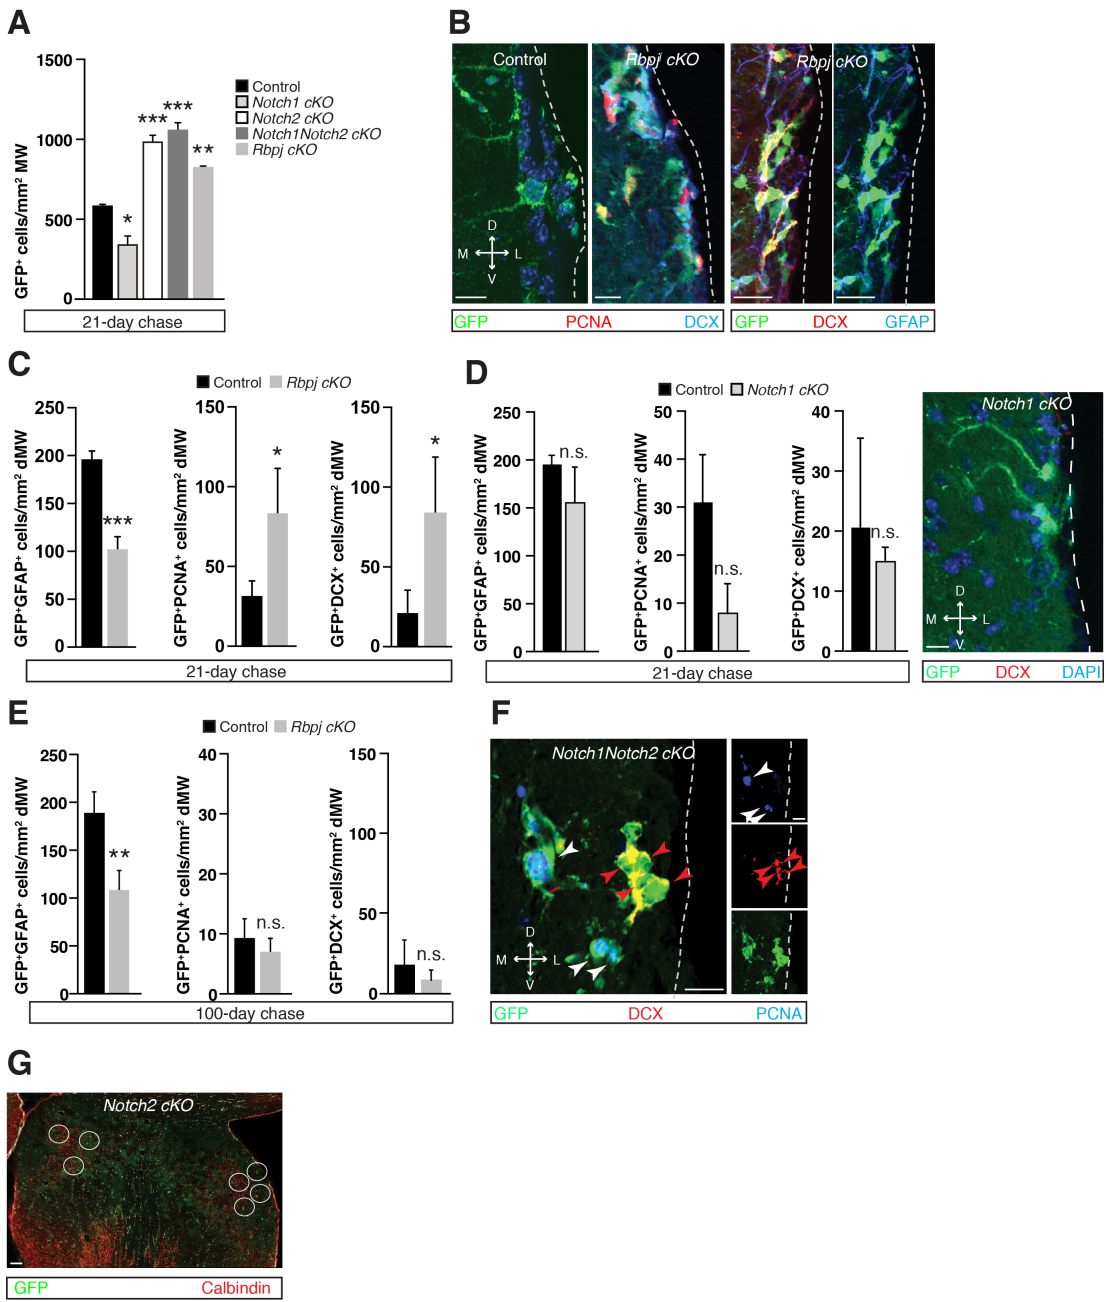 A
GFP⁺ cells/mm² MW
1500
1000
500
0
*
***
***
**
Control
Notch1 cKO
Notch2 cKO
Notch1Notch2 cKO
Rbpj cKO
21-day chase
B
Control
Rbpj cKO
Rbpj cKO
D
M L
V
GFP PCNA DCX
GFP DCX GFAP
C
Control Rbpj cKO
GFP⁺GFAP⁺ cells/mm² dMW
250
200
150
100
50
0
***
GFP⁺PCNA⁺ cells/mm² dMW
150
100
50
0
*
GFP⁺DCX⁺ cells/mm² dMW
150
100
50
0
*
21-day chase
D
Control Notch1 cKO
GFP⁺GFAP⁺ cells/mm² dMW
250
200
150
100
50
0
n.s.
GFP⁺PCNA⁺ cells/mm² dMW
50
40
30
20
10
0
n.s.
GFP⁺DCX⁺ cells/mm² dMW
40
30
20
10
0
n.s.
21-day chase
Notch1 cKO
D
M L
V
GFP DCX DAPI
E
Control Rbpj cKO
GFP⁺GFAP⁺ cells/mm² dMW
250
200
150
100
50
0
**
GFP⁺PCNA⁺ cells/mm² dMW
40
30
20
10
0
n.s.
GFP⁺DCX⁺ cells/mm² dMW
150
100
50
0
n.s.
100-day chase
F
Notch1Notch2 cKO
D
M L
V
GFP DCX PCNA
G
Notch2 cKO
GFP Calbindin